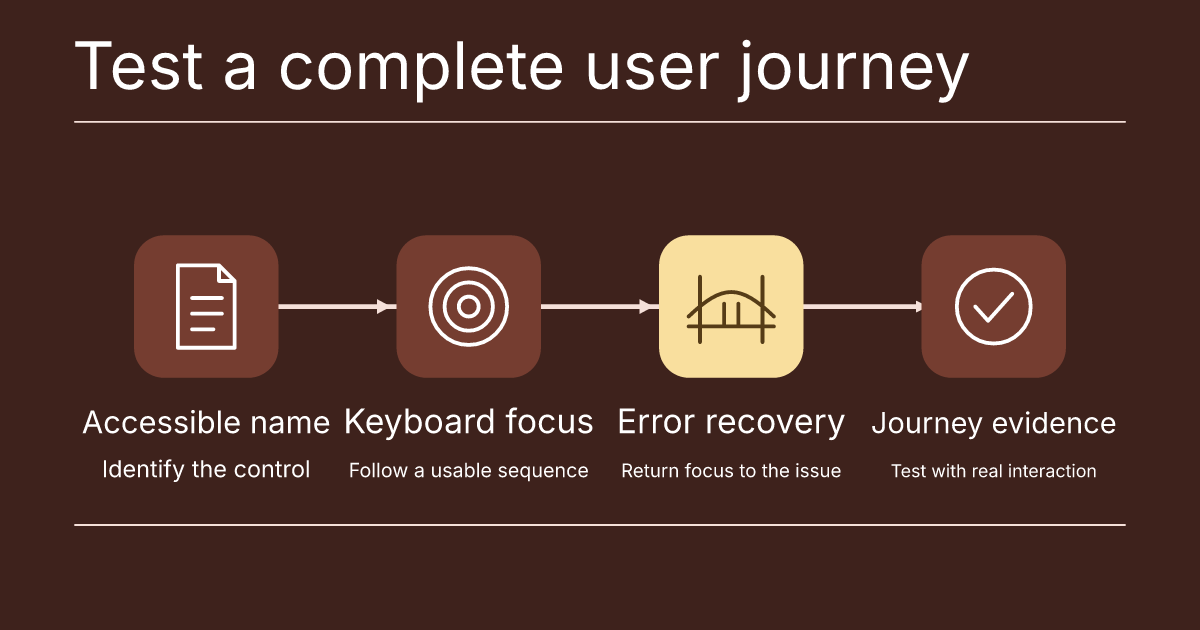 Test a complete user journey
Accessible name
Identify the control
Keyboard focus
Follow a usable sequence
Error recovery
Return focus to the issue
Journey evidence
Test with real interaction